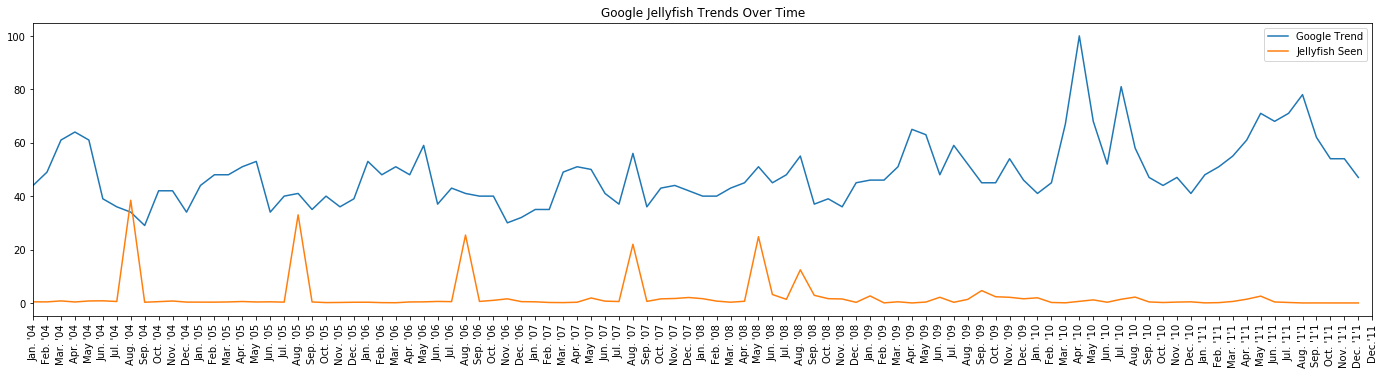 Google Jellyfish Trends Over Time
Google Trend
Jellyfish Seen
100
80
60
40
20
0
Jan. '04
Feb. '04
Mar. '04
Apr. '04
May '04
Jun. '04
Jul. '04
Aug. '04
Sep. '04
Oct. '04
Nov. '04
Dec. '04
Jan. '05
Feb. '05
Mar. '05
Apr. '05
May '05
Jun. '05
Jul. '05
Aug. '05
Sep. '05
Oct. '05
Nov. '05
Dec. '05
Jan. '06
Feb. '06
Mar. '06
Apr. '06
May '06
Jun. '06
Jul. '06
Aug. '06
Sep. '06
Oct. '06
Nov. '06
Dec. '06
Jan. '07
Feb. '07
Mar. '07
Apr. '07
May '07
Jun. '07
Jul. '07
Aug. '07
Sep. '07
Oct. '07
Nov. '07
Dec. '07
Jan. '08
Feb. '08
Mar. '08
Apr. '08
May '08
Jun. '08
Jul. '08
Aug. '08
Sep. '08
Oct. '08
Nov. '08
Dec. '08
Jan. '09
Feb. '09
Mar. '09
Apr. '09
May '09
Jun. '09
Jul. '09
Aug. '09
Sep. '09
Oct. '09
Nov. '09
Dec. '09
Jan. '10
Feb. '10
Mar. '10
Apr. '10
May '10
Jun. '10
Jul. '10
Aug. '10
Sep. '10
Oct. '10
Nov. '10
Dec. '10
Jan. '11
Feb. '11
Mar. '11
Apr. '11
May '11
Jun. '11
Jul. '11
Aug. '11
Sep. '11
Oct. '11
Nov. '11
Dec. '11
Dec.'11